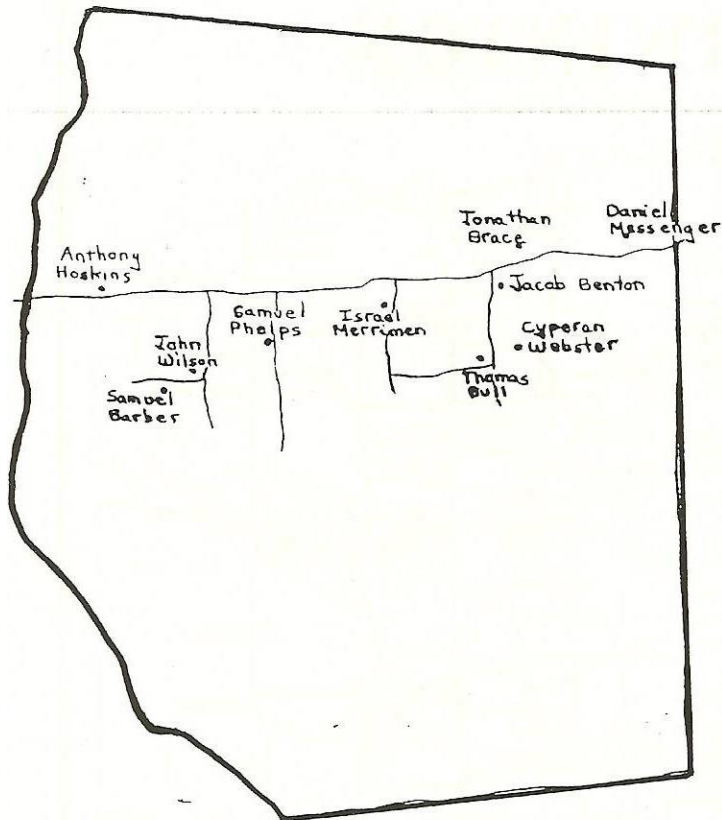 Jonathan
Brace
Daniel
Messenger
Anthony
Hoskins
Jacob Benton
Samuel
Phelps
Israel
Merrimen
Cyperan
Webster
John
Wilson
Thomas
Bull
Samuel
Barber